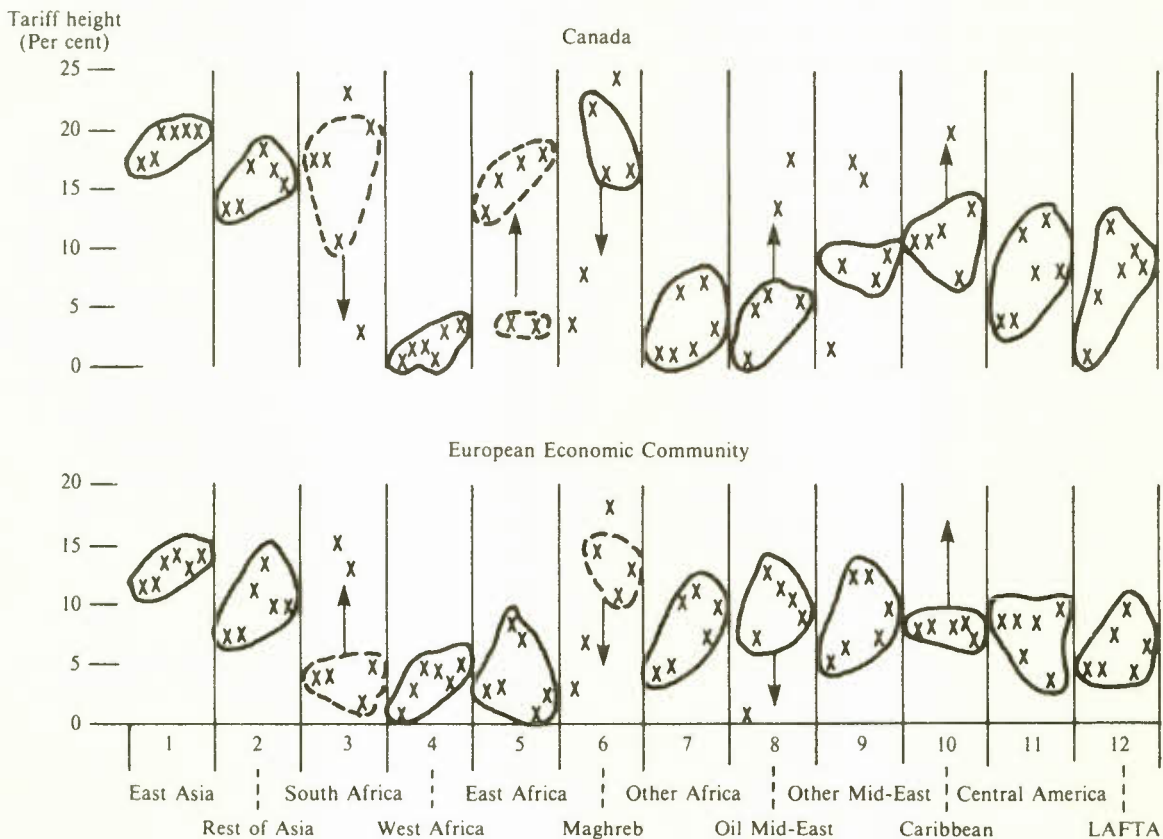 Tariff height
(Per cent)
Canada
25
20
15
10
5
0
European Economic Community
20
15
10
5
0
1 2 3 4 5 6 7 8 9 10 11 12
East Asia South Africa East Africa Other Africa Other Mid-East Central America
Rest of Asia West Africa Maghreb Oil Mid-East Caribbean LAFTA